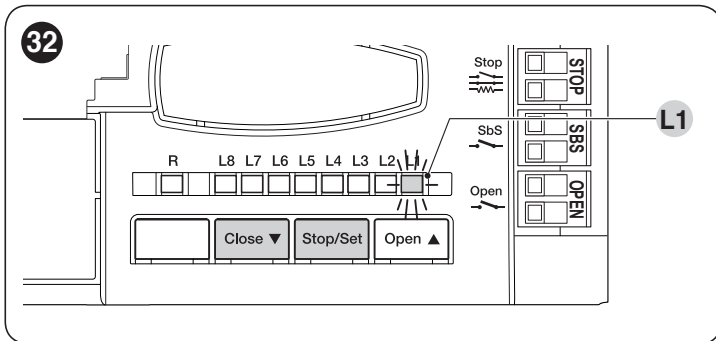 32
Stop
STOP
SbS
SBS
L1
R L8 L7 L6 L5 L4 L3 L2 L1
Open
OPEN
Close ▼ Stop/Set Open ▲